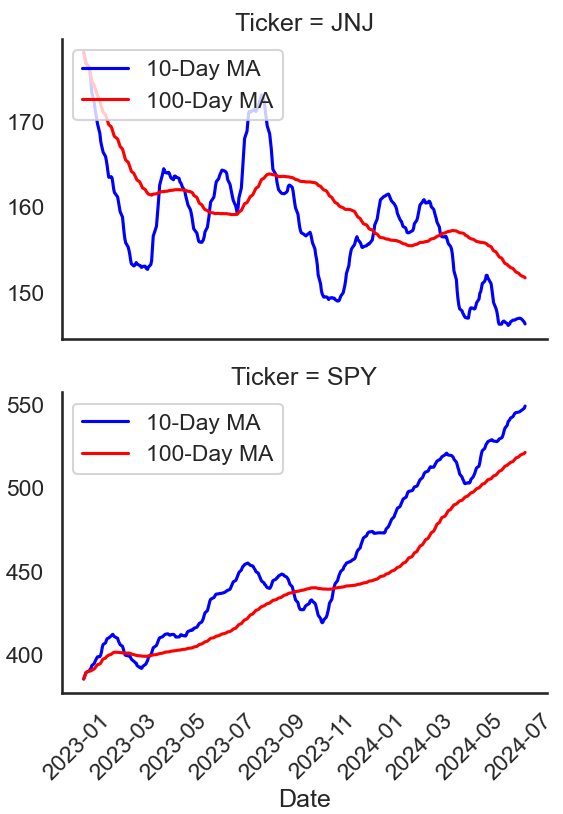 Ticker = JNJ
10-Day MA
100-Day MA
170
160
150
Ticker = SPY
10-Day MA
100-Day MA
550
500
450
400
2023-01
2023-03
2023-05
2023-07
2023-09
2023-11
2024-01
2024-03
2024-05
2024-07
Date